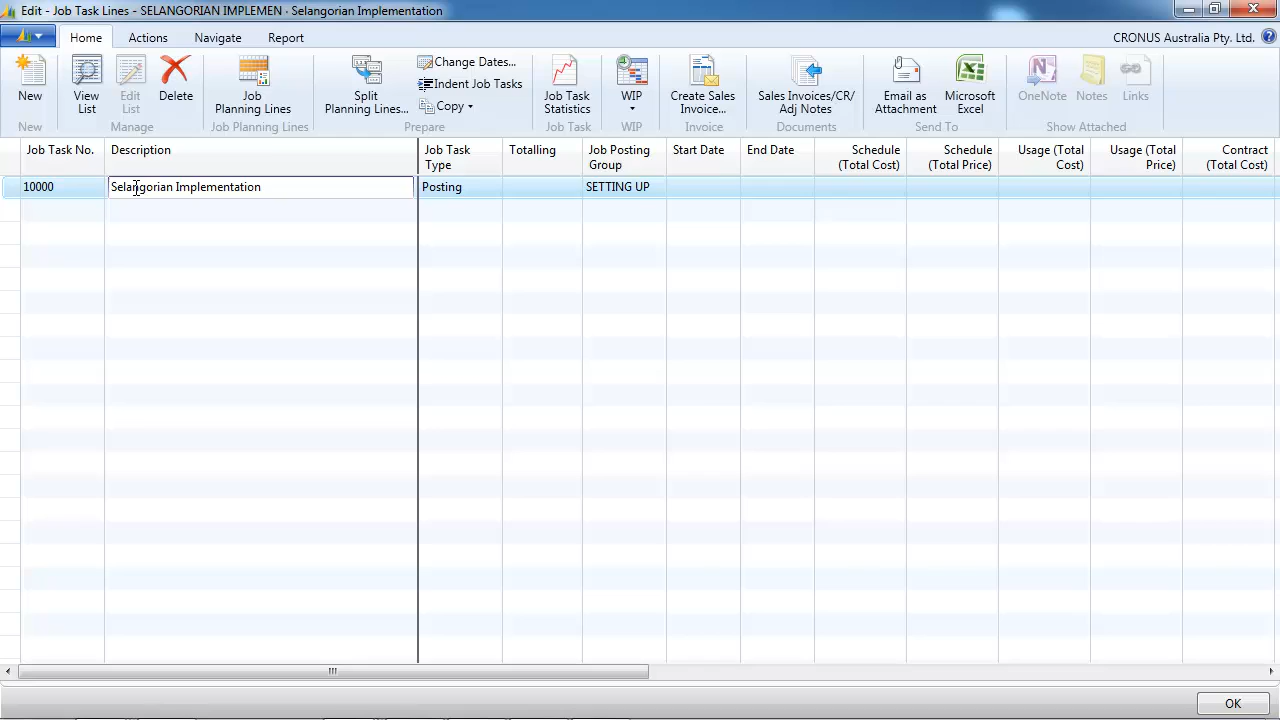 Edit - Job Task Lines - SELANGORIAN IMPLEMEN · Selangorian Implementation
Home Actions Navigate Report CRONUS Australia Pty. Ltd.
New
View List
Edit List
Delete
Job Planning Lines
Split Planning Lines...
Change Dates...
Indent Job Tasks
Copy
Job Task Statistics
WIP
Create Sales Invoice...
Sales Invoices/CR/ Adj Notes
Email as Attachment
Microsoft Excel
OneNote
Notes
Links
New Manage Job Planning Lines Prepare Job Task WIP Invoice Documents Send To Show Attached
Job Task No. Description Job Task Type Totalling Job Posting Group Start Date End Date Schedule (Total Cost) Schedule (Total Price) Usage (Total Cost) Usage (Total Price) Contract (Total Cost)
10000 Selangorian Implementation Posting SETTING UP
OK